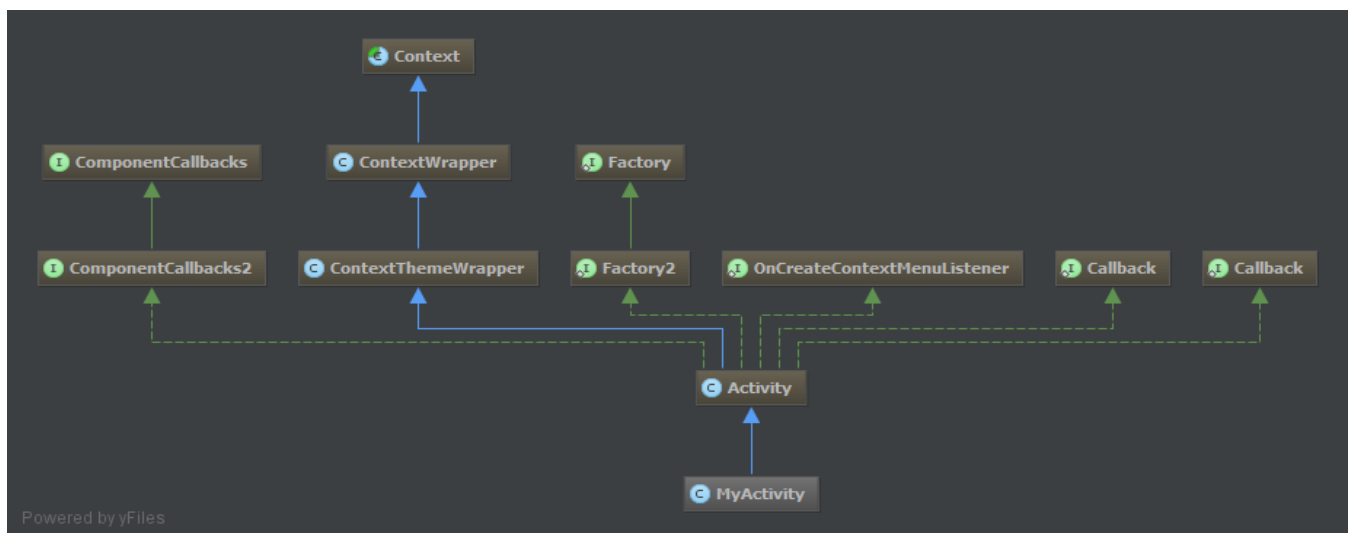 Context
ComponentCallbacks
ContextWrapper
Factory
ComponentCallbacks2
ContextThemeWrapper
Factory2
OnCreateContextMenuListener
Callback
Callback
Activity
MyActivity
Powered by yFiles